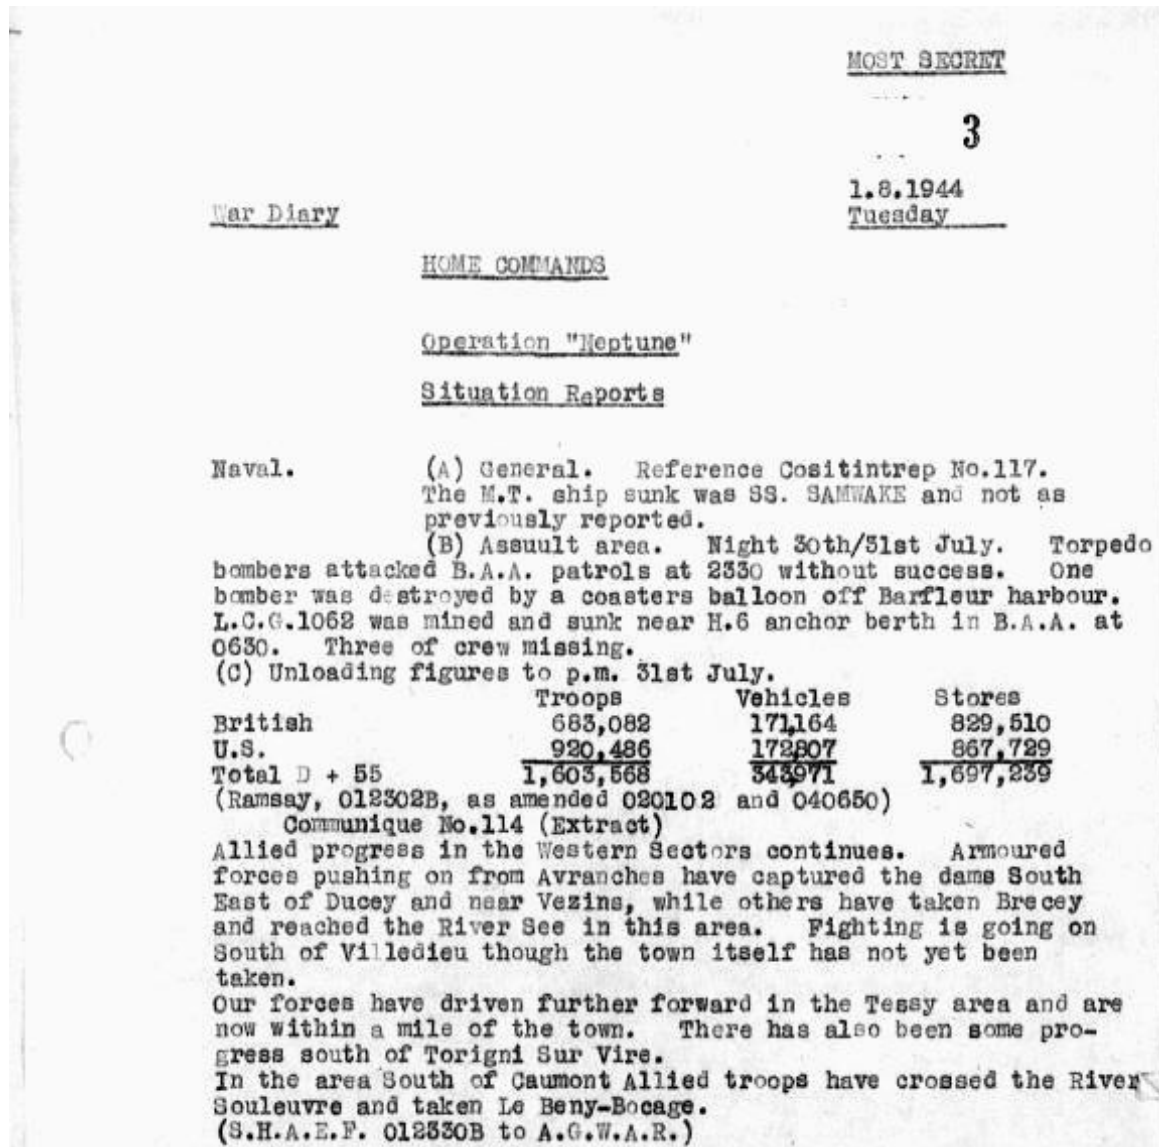 MOST SECRET
3
1.8.1944
War Diary Tuesday
HOME COMMANDS
Operation "Neptune"
Situation Reports
Naval. (A) General. Reference Cositintrep No.117.
The M.T. ship sunk was SS. SAMWAKE and not as
previously reported.
(B) Assuult area. Night 30th/31st July. Torpedo
bombers attacked B.A.A. patrols at 2330 without success. One
bomber was destroyed by a coasters balloon off Barfleur harbour.
L.C.G.1062 was mined and sunk near H.6 anchor berth in B.A.A. at
0630. Three of crew missing.
(C) Unloading figures to p.m. 31st July.
Troops Vehicles Stores
British 683,082 171,164 829,510
U.S. 920,486 172,807 867,729
Total D + 55 1,603,568 343,971 1,697,239
(Ramsay, 012302B, as amended 020102 and 040650)
Communique No.114 (Extract)
Allied progress in the Western Sectors continues. Armoured
forces pushing on from Avranches have captured the dams South
East of Ducey and near Vezins, while others have taken Brecey
and reached the River See in this area. Fighting is going on
South of Villedieu though the town itself has not yet been
taken.
Our forces have driven further forward in the Tessy area and are
now within a mile of the town. There has also been some pro-
gress south of Torigni Sur Vire.
In the area South of Caumont Allied troops have crossed the River
Souleuvre and taken Le Beny-Bocage.
(S.H.A.E.F. 012330B to A.G.W.A.R.)